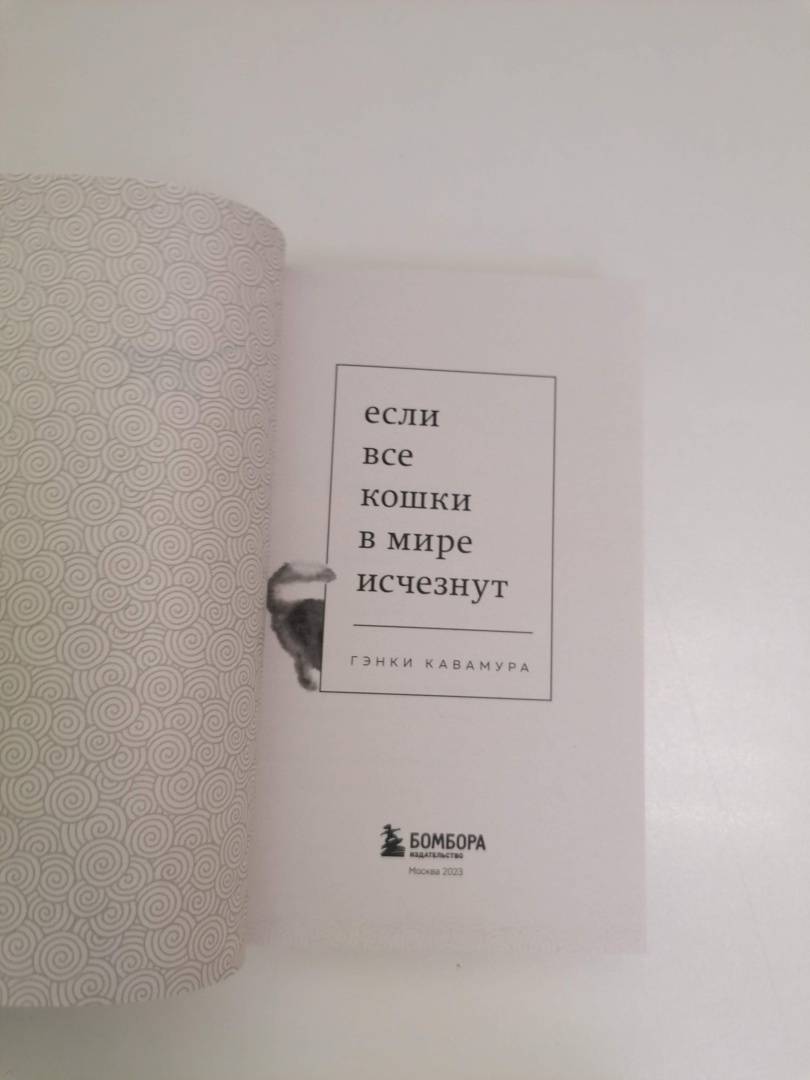 если
все
кошки
в мире
исчезнут
ГЭНКИ КАВАМУРА
БОМБОРА
ИЗДАТЕЛЬСТВО
Москва 2023